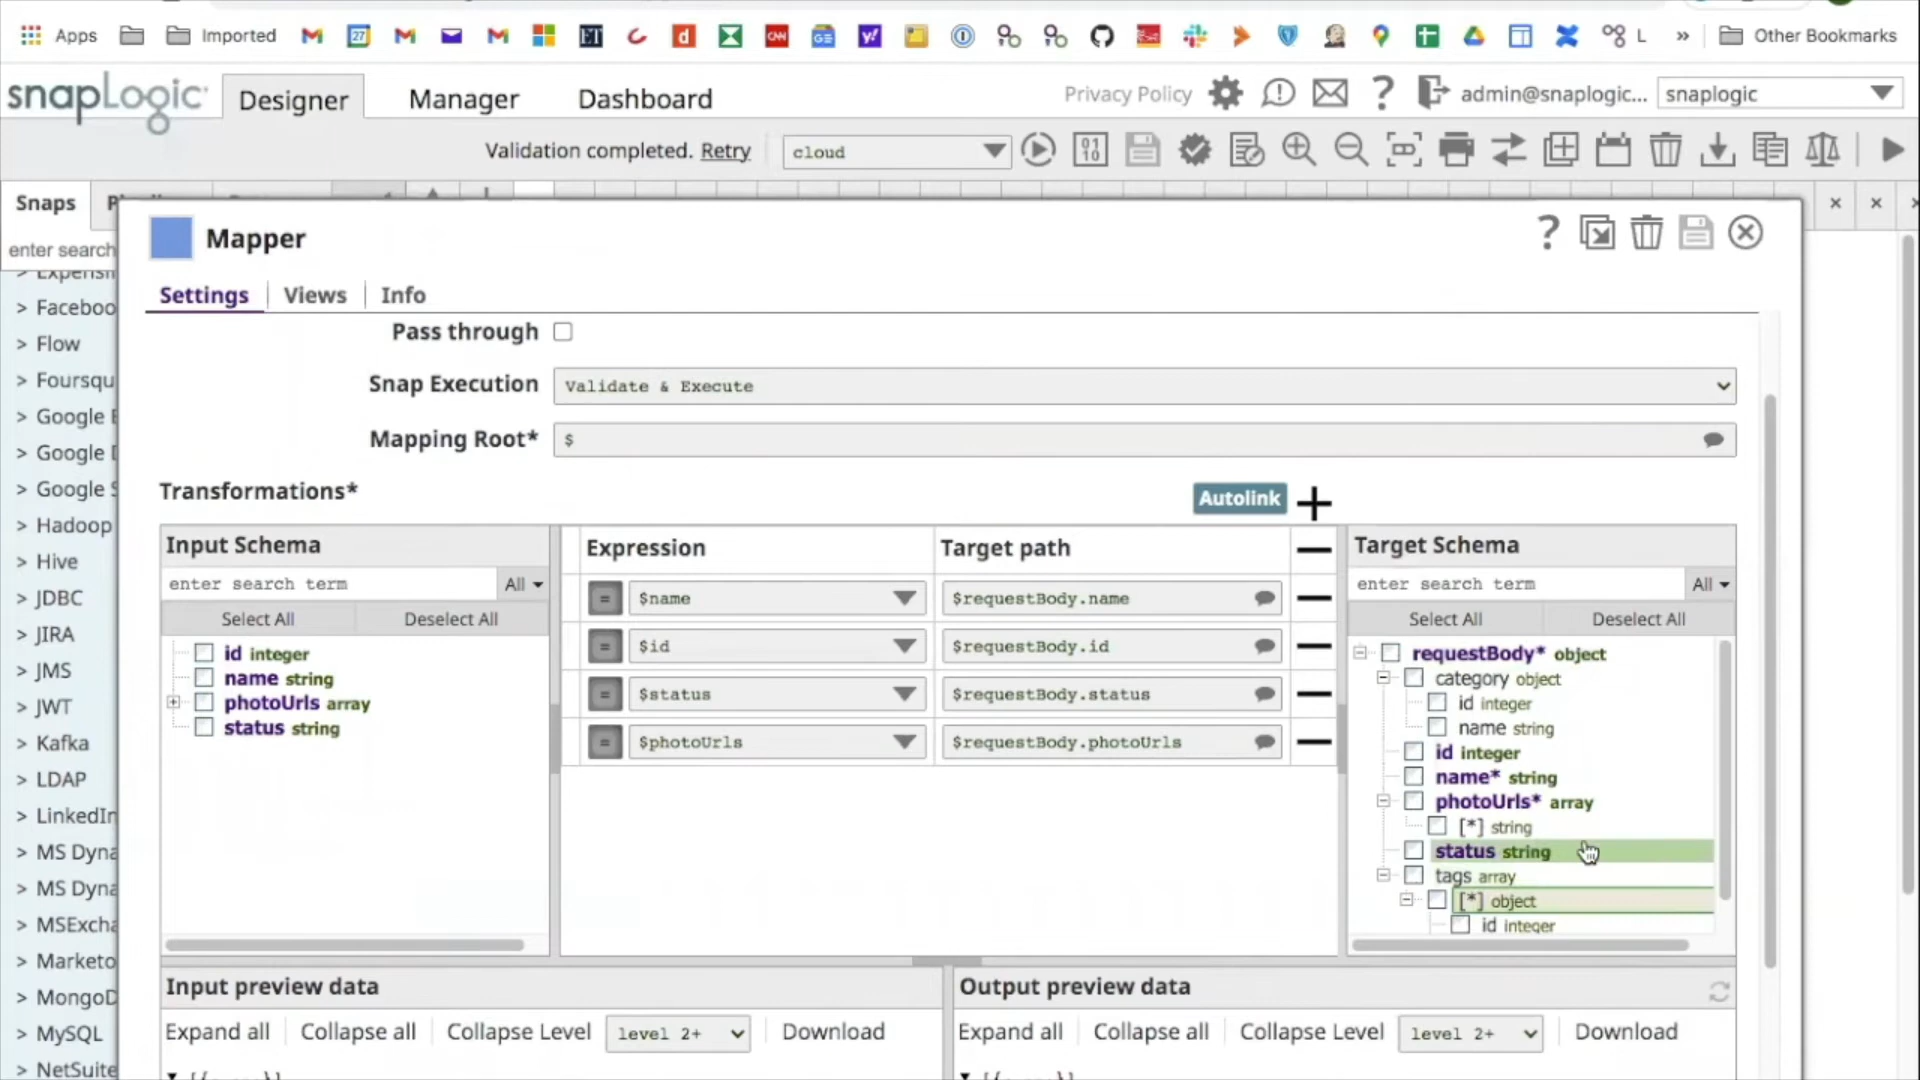 Apps Imported L » Other Bookmarks
snapLogic Designer Manager Dashboard Privacy Policy ? admin@snaplogic... snaplogic
Validation completed. Retry cloud
Snaps
enter search
> Facebo
> Flow
> Foursqu
> Google
> Google
> Google
> Hadoop
> Hive
> JDBC
> JIRA
> JMS
> JWT
> Kafka
> LDAP
> LinkedIn
> MS Dyna
> MS Dyna
> MSExcha
> Marketo
> MongoD
> MySQL
> NetSuite
Mapper
Settings Views Info
Pass through
Snap Execution Validate & Execute
Mapping Root* $
Transformations* Autolink
Input Schema
enter search term All
Select All Deselect All
id integer
name string
photoUrls array
status string
Expression Target path
= $name $requestBody.name
= $id $requestBody.id
= $status $requestBody.status
= $photoUrls $requestBody.photoUrls
Target Schema
enter search term All
Select All Deselect All
requestBody* object
category object
id integer
name string
id integer
name* string
photoUrls* array
[*] string
status string
tags array
[*] object
id integer
Input preview data
Expand all Collapse all Collapse Level level 2+ Download
Output preview data
Expand all Collapse all Collapse Level level 2+ Download